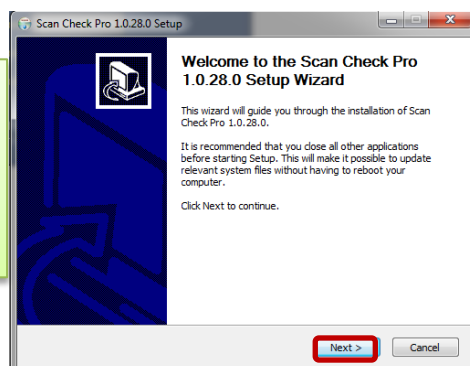 Scan Check Pro 1.0.28.0 Setup
Welcome to the Scan Check Pro
1.0.28.0 Setup Wizard
This wizard will guide you through the installation of Scan
Check Pro 1.0.28.0.
It is recommended that you close all other applications
before starting Setup. This will make it possible to update
relevant system files without having to reboot your
computer.
Click Next to continue.
Next >
Cancel